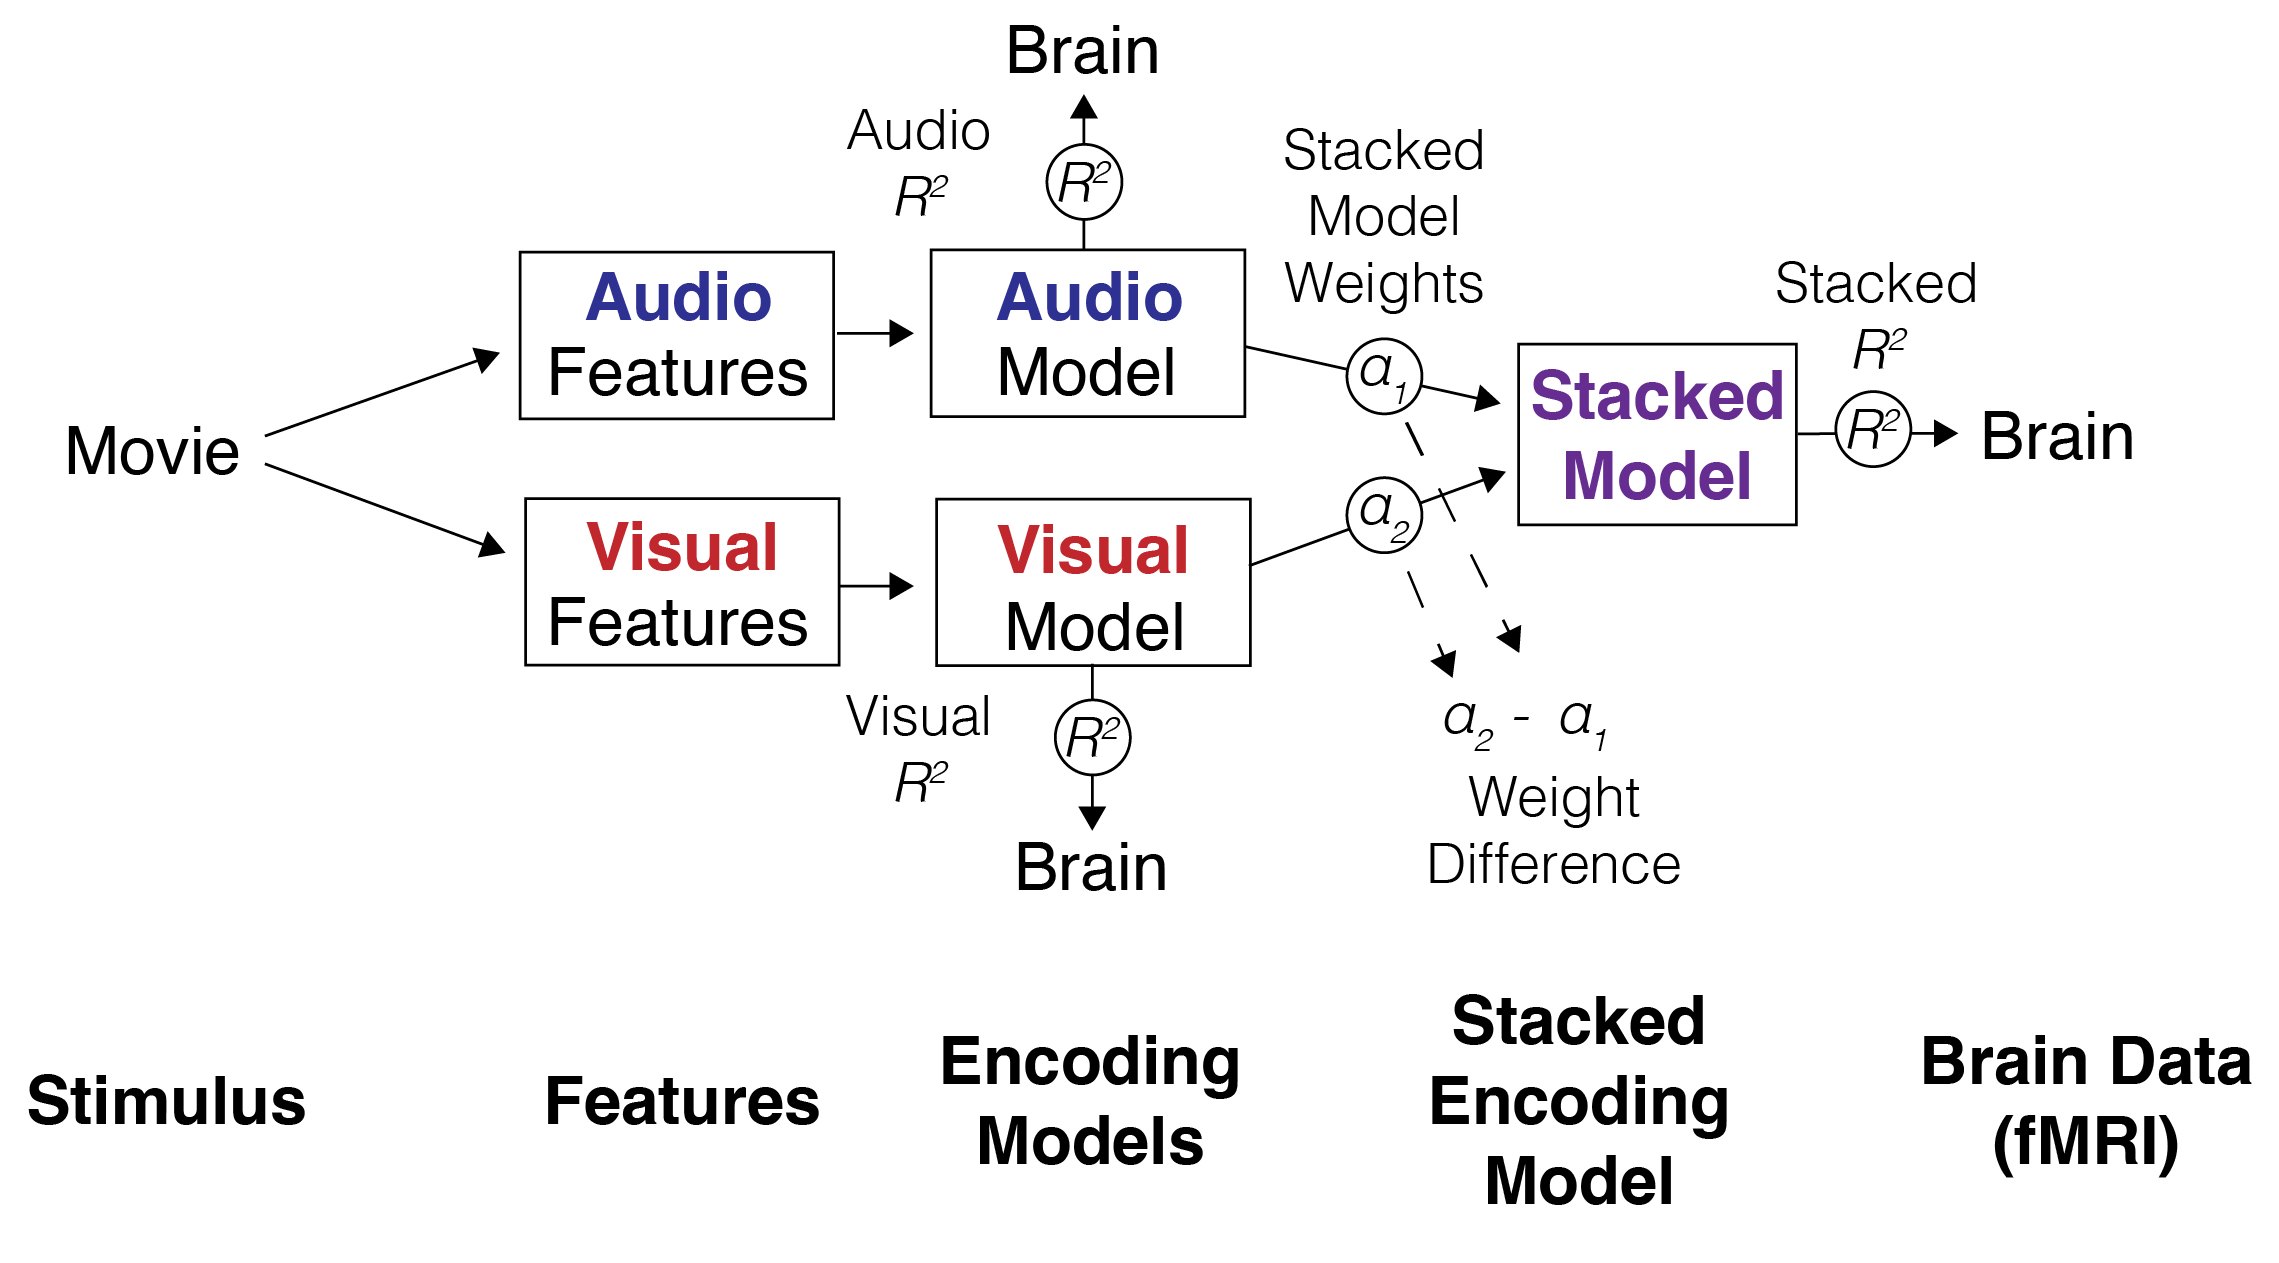 Brain
Audio
R²
R²
Stacked
Model
Weights
Audio
Features
Audio
Model
Stacked
R²
Movie
α₁
Stacked
Model
R²
Brain
Visual
Features
Visual
Model
α₂
Visual
R²
R²
Brain
α₂ - α₁
Weight
Difference
Stimulus
Features
Encoding
Models
Stacked
Encoding
Model
Brain Data
(fMRI)